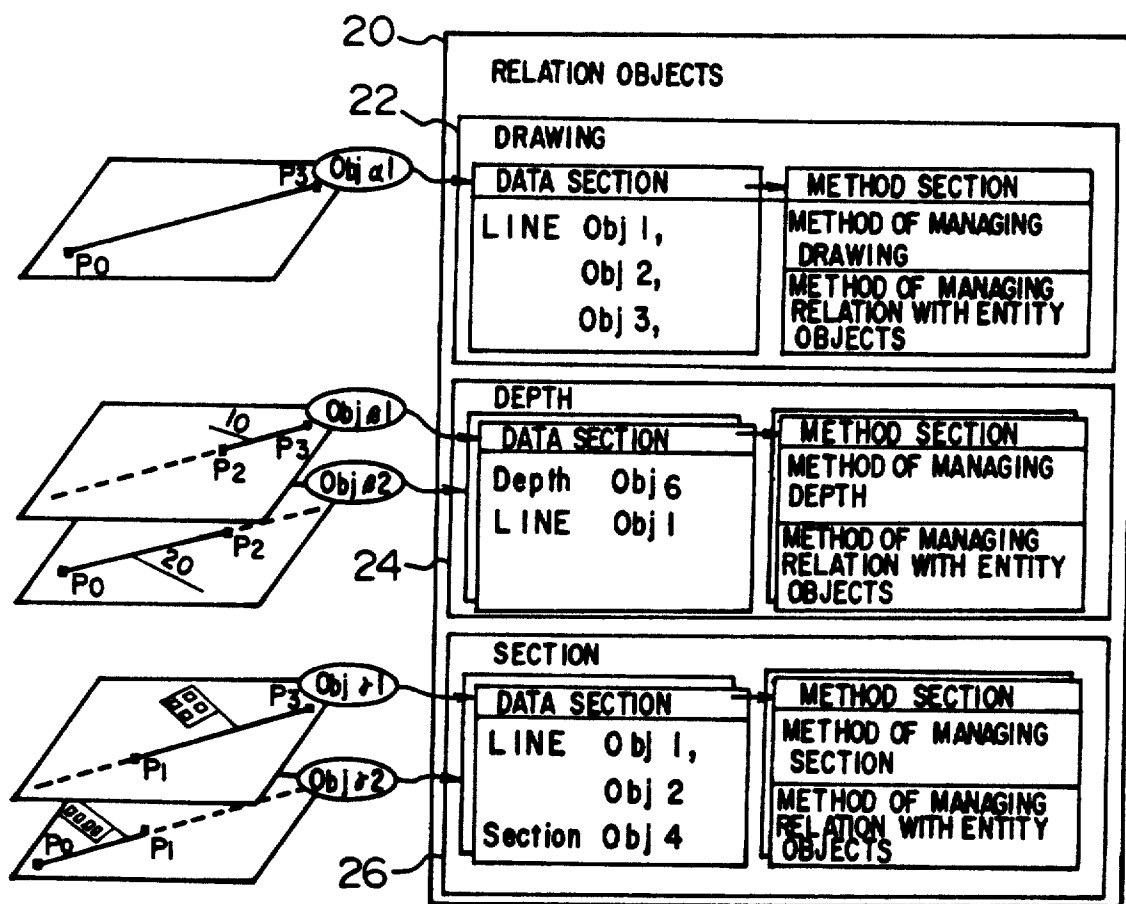 20
RELATION OBJECTS
22
DRAWING
Obj α1
P3
P0
DATA SECTION
LINE Obj 1,
Obj 2,
Obj 3,
METHOD SECTION
METHOD OF MANAGING
DRAWING
METHOD OF MANAGING
RELATION WITH ENTITY
OBJECTS
DEPTH
10
Obj β1
P3
P2
Obj β2
P2
20
P0
24
DATA SECTION
Depth Obj 6
LINE Obj 1
METHOD SECTION
METHOD OF MANAGING
DEPTH
METHOD OF MANAGING
RELATION WITH ENTITY
OBJECTS
SECTION
Obj γ1
P3
P1
Obj γ2
P0
P1
26
DATA SECTION
LINE Obj 1,
Obj 2
Section Obj 4
METHOD SECTION
METHOD OF MANAGING
SECTION
METHOD OF MANAGING
RELATION WITH ENTITY
OBJECTS